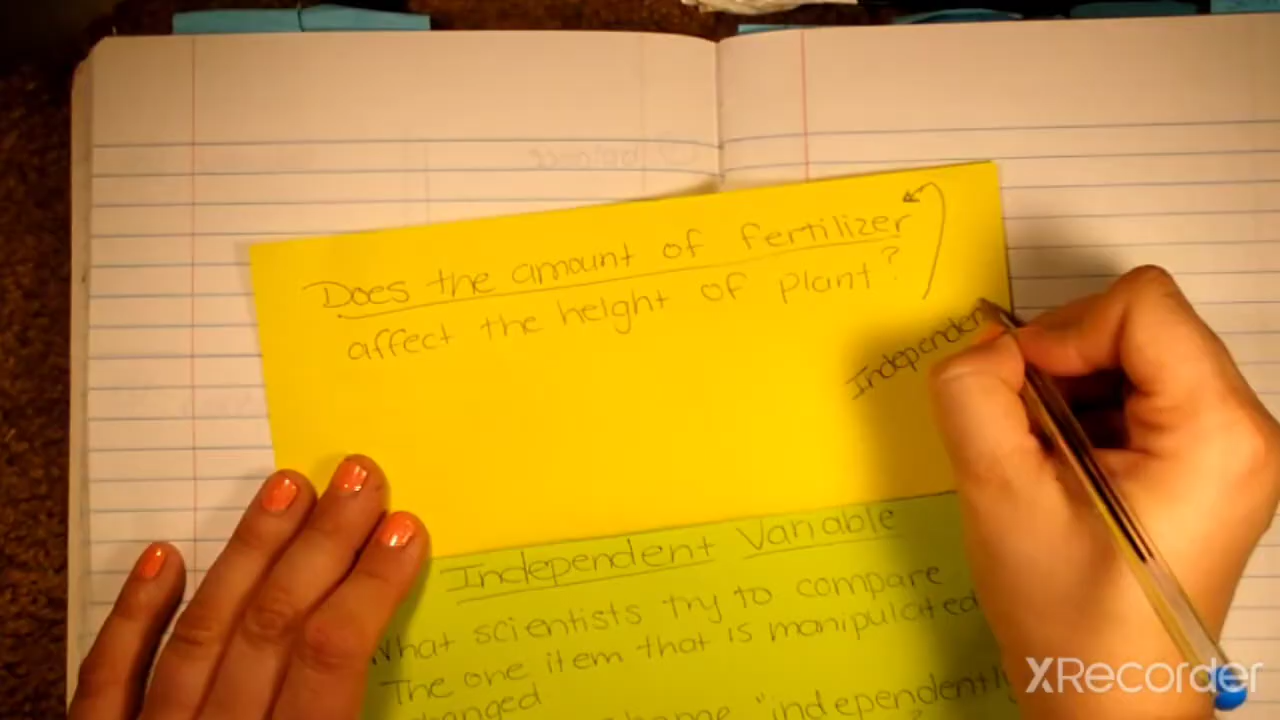 Does the amount of fertilizer
affect the height of plant?
Independen
Independent Variable
What scientists try to compare
The one item that is manipulated
changed
"independently
XRecorder